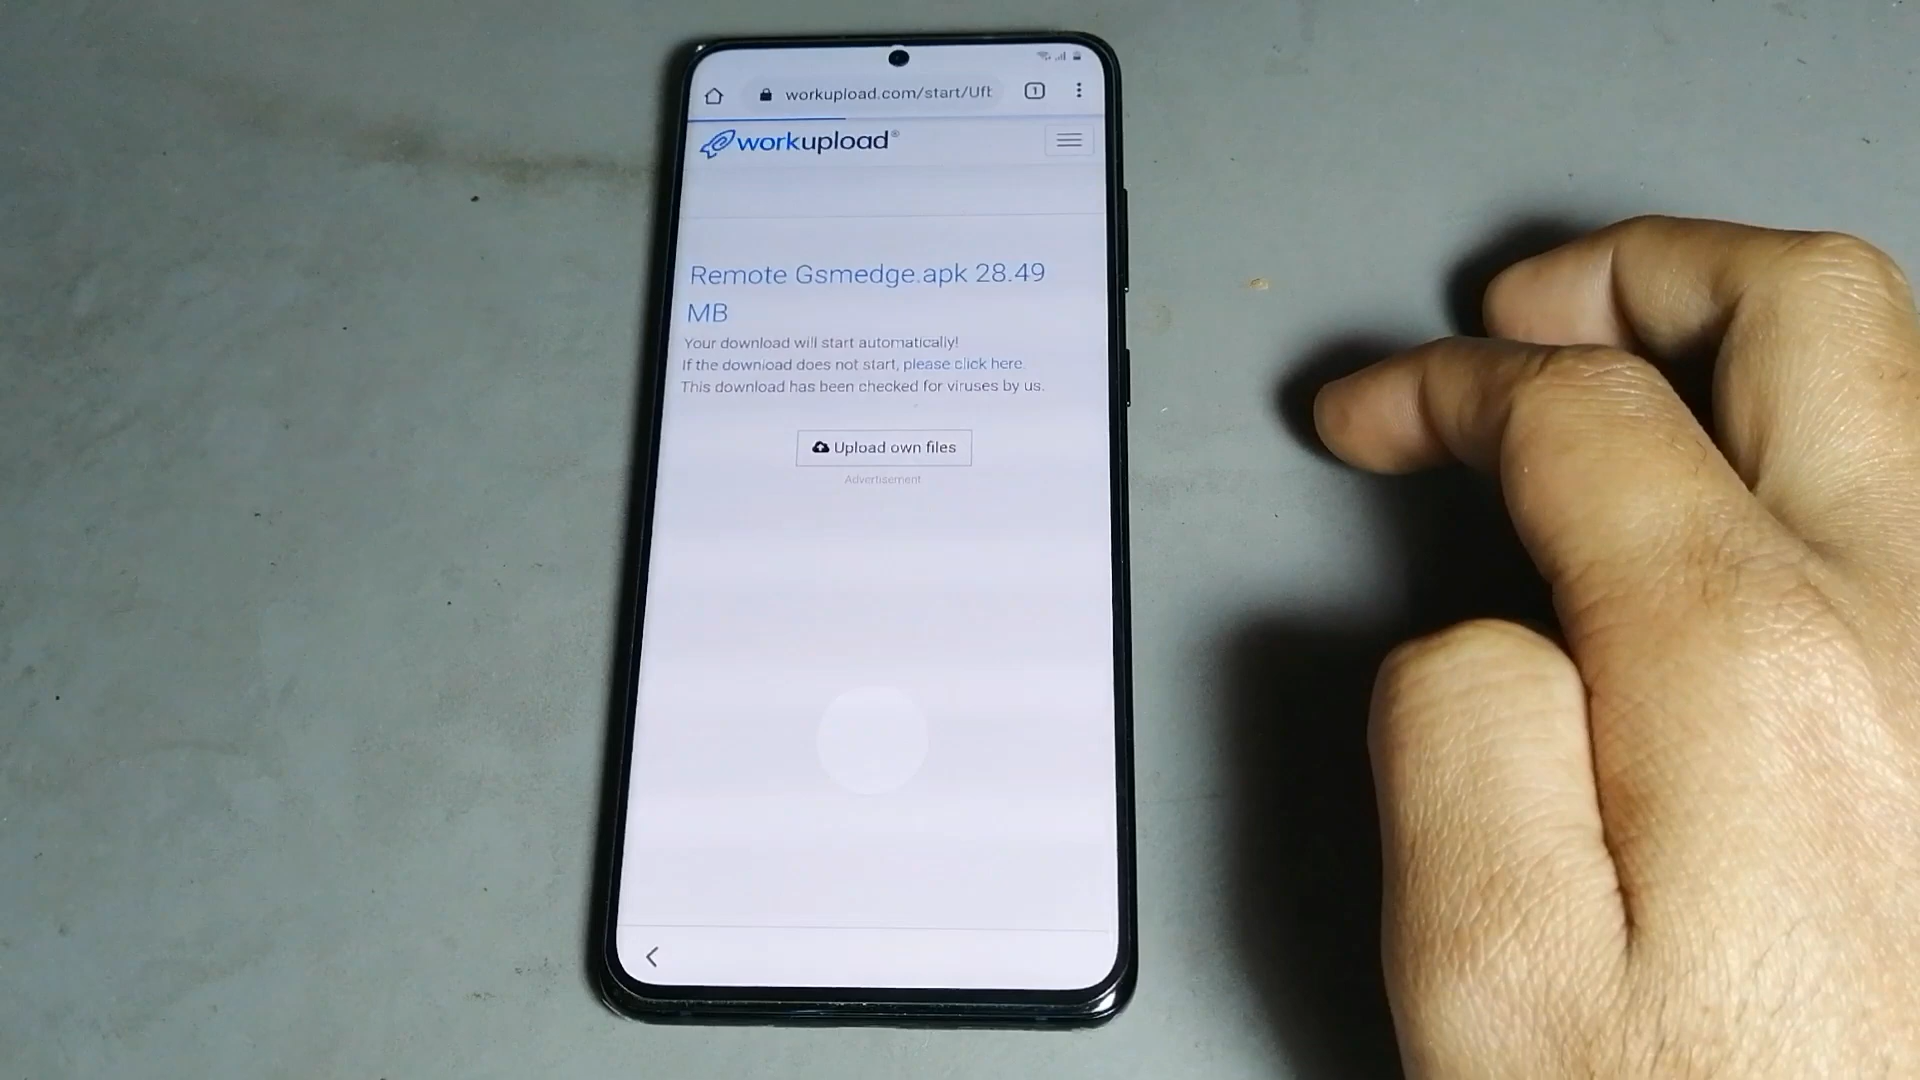 workupload.com/start/Uft
1
workupload®
Remote Gsmedge.apk 28.49
MB
Your download will start automatically!
If the download does not start, please click here.
This download has been checked for viruses by us.
Upload own files
Advertisement